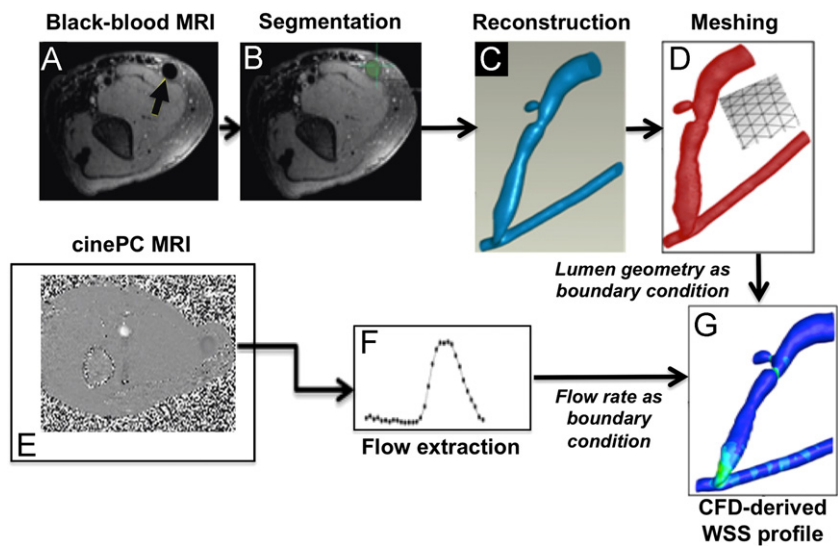 Black-blood MRI
Segmentation
Reconstruction
Meshing
A
B
C
D
cinePC MRI
Lumen geometry as
boundary condition
E
F
Flow extraction
Flow rate as
boundary
condition
G
CFD-derived
WSS profile